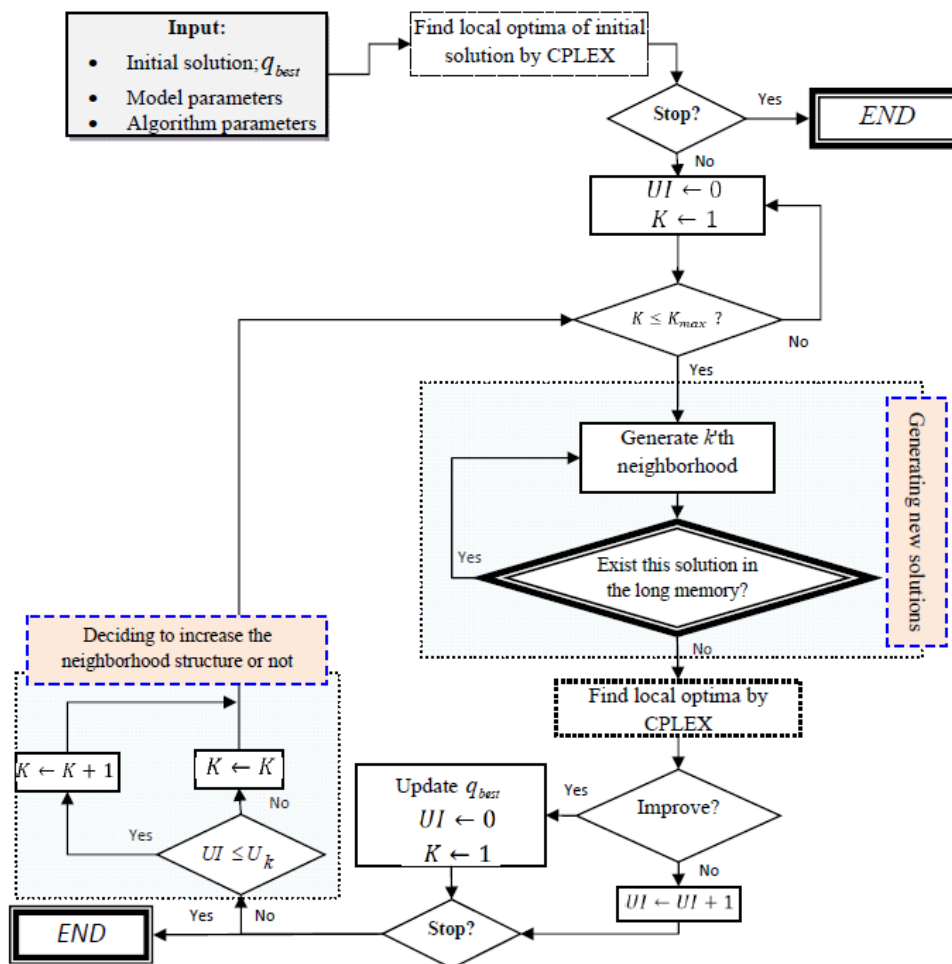 Input:
• Initial solution; q_best
• Model parameters
• Algorithm parameters
Find local optima of initial
solution by CPLEX
Stop?
Yes
END
No
UI ← 0
K ← 1
K ≤ K_max ?
No
Yes
Generate k'th
neighborhood
Generating new solutions
Yes
Exist this solution in
the long memory?
No
Deciding to increase the
neighborhood structure or not
Find local optima by
CPLEX
K ← K + 1
K ← K
No
Yes
UI ≤ U_k
Update q_best
UI ← 0
K ← 1
Yes
Improve?
No
UI ← UI + 1
END
Yes
No
Stop?